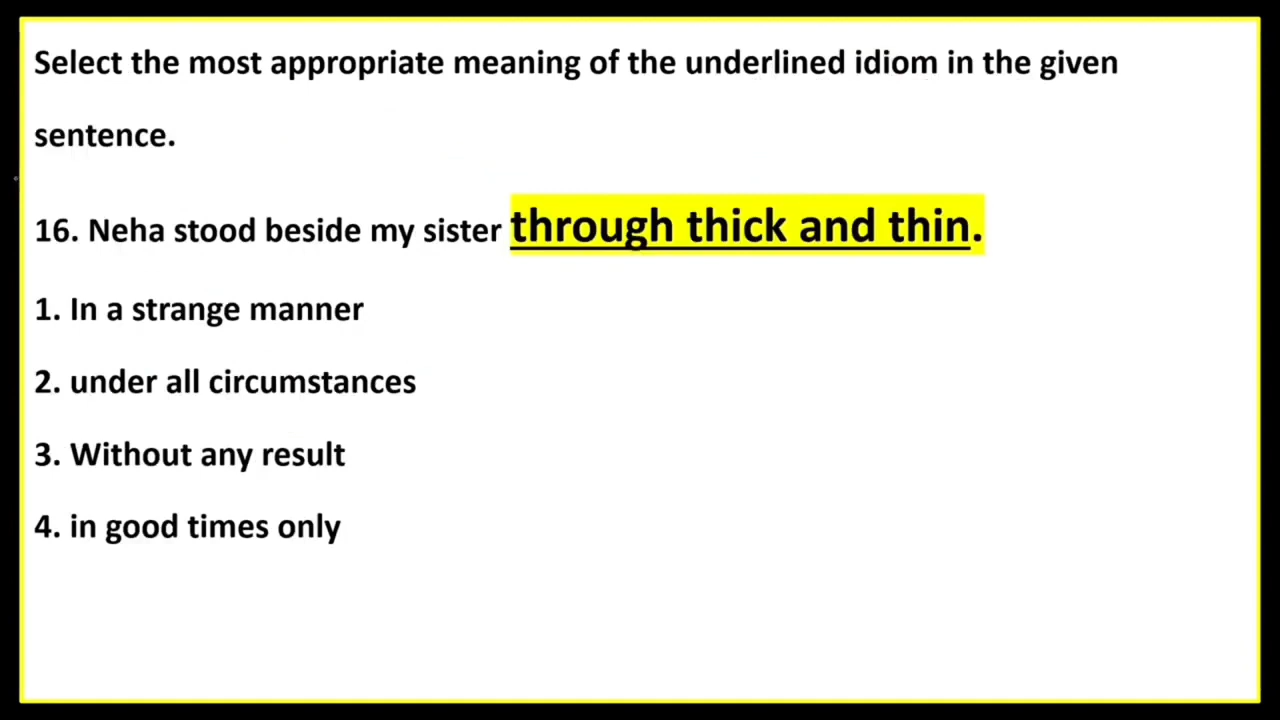 Select the most appropriate meaning of the underlined idiom in the given
sentence.
16. Neha stood beside my sister through thick and thin.
1. In a strange manner
2. under all circumstances
3. Without any result
4. in good times only